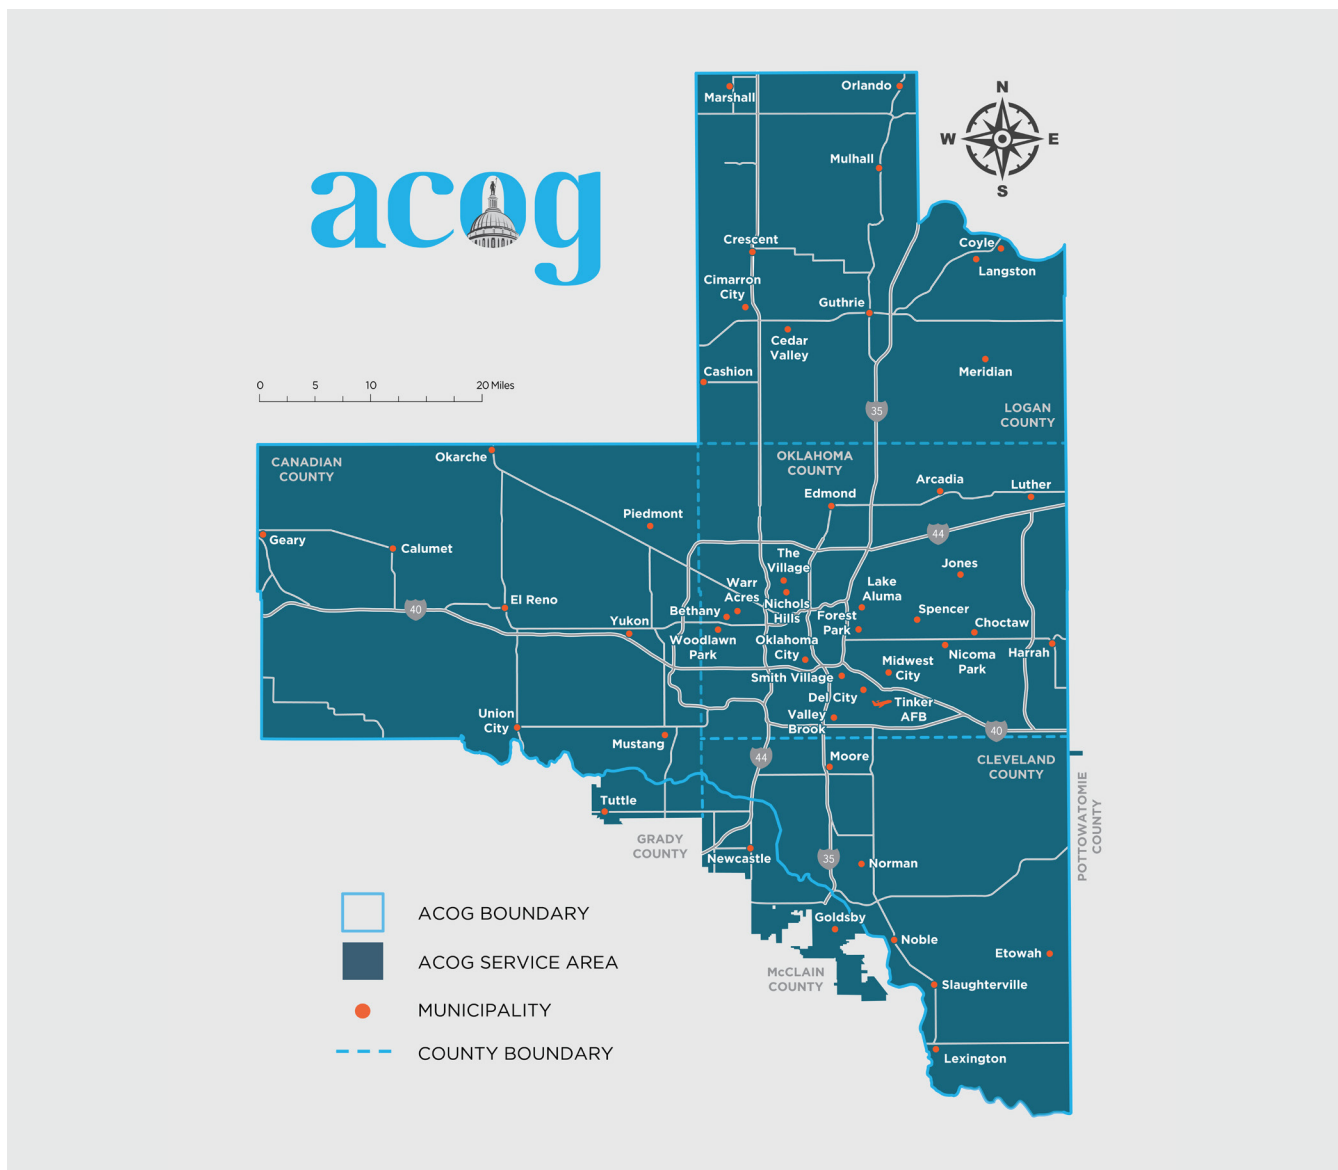 acog
N
W
E
S
0 5 10 20 Miles
Marshall
Orlando
Mulhall
Crescent
Coyle
Langston
Cimarron
City
Guthrie
Cedar
Valley
Meridian
Cashion
35
LOGAN
COUNTY
CANADIAN
COUNTY
Okarche
OKLAHOMA
COUNTY
Edmond
Arcadia
Luther
Piedmont
Geary
Calumet
44
The
Village
Jones
Warr
Acres
Lake
Aluma
El Reno
40
Bethany
Nichols
Hills
Forest
Park
Spencer
Choctaw
Yukon
Woodlawn
Park
Oklahoma
City
Nicoma
Park
Harrah
Midwest
City
Smith Village
Del City
Tinker
AFB
Union
City
Valley
Brook
40
Mustang
44
Moore
CLEVELAND
COUNTY
POTTOWATOMIE
COUNTY
Tuttle
GRADY
COUNTY
Newcastle
35
Norman
Goldsby
Noble
Etowah
McCLAIN
COUNTY
Slaughterville
Lexington
ACOG BOUNDARY
ACOG SERVICE AREA
MUNICIPALITY
COUNTY BOUNDARY